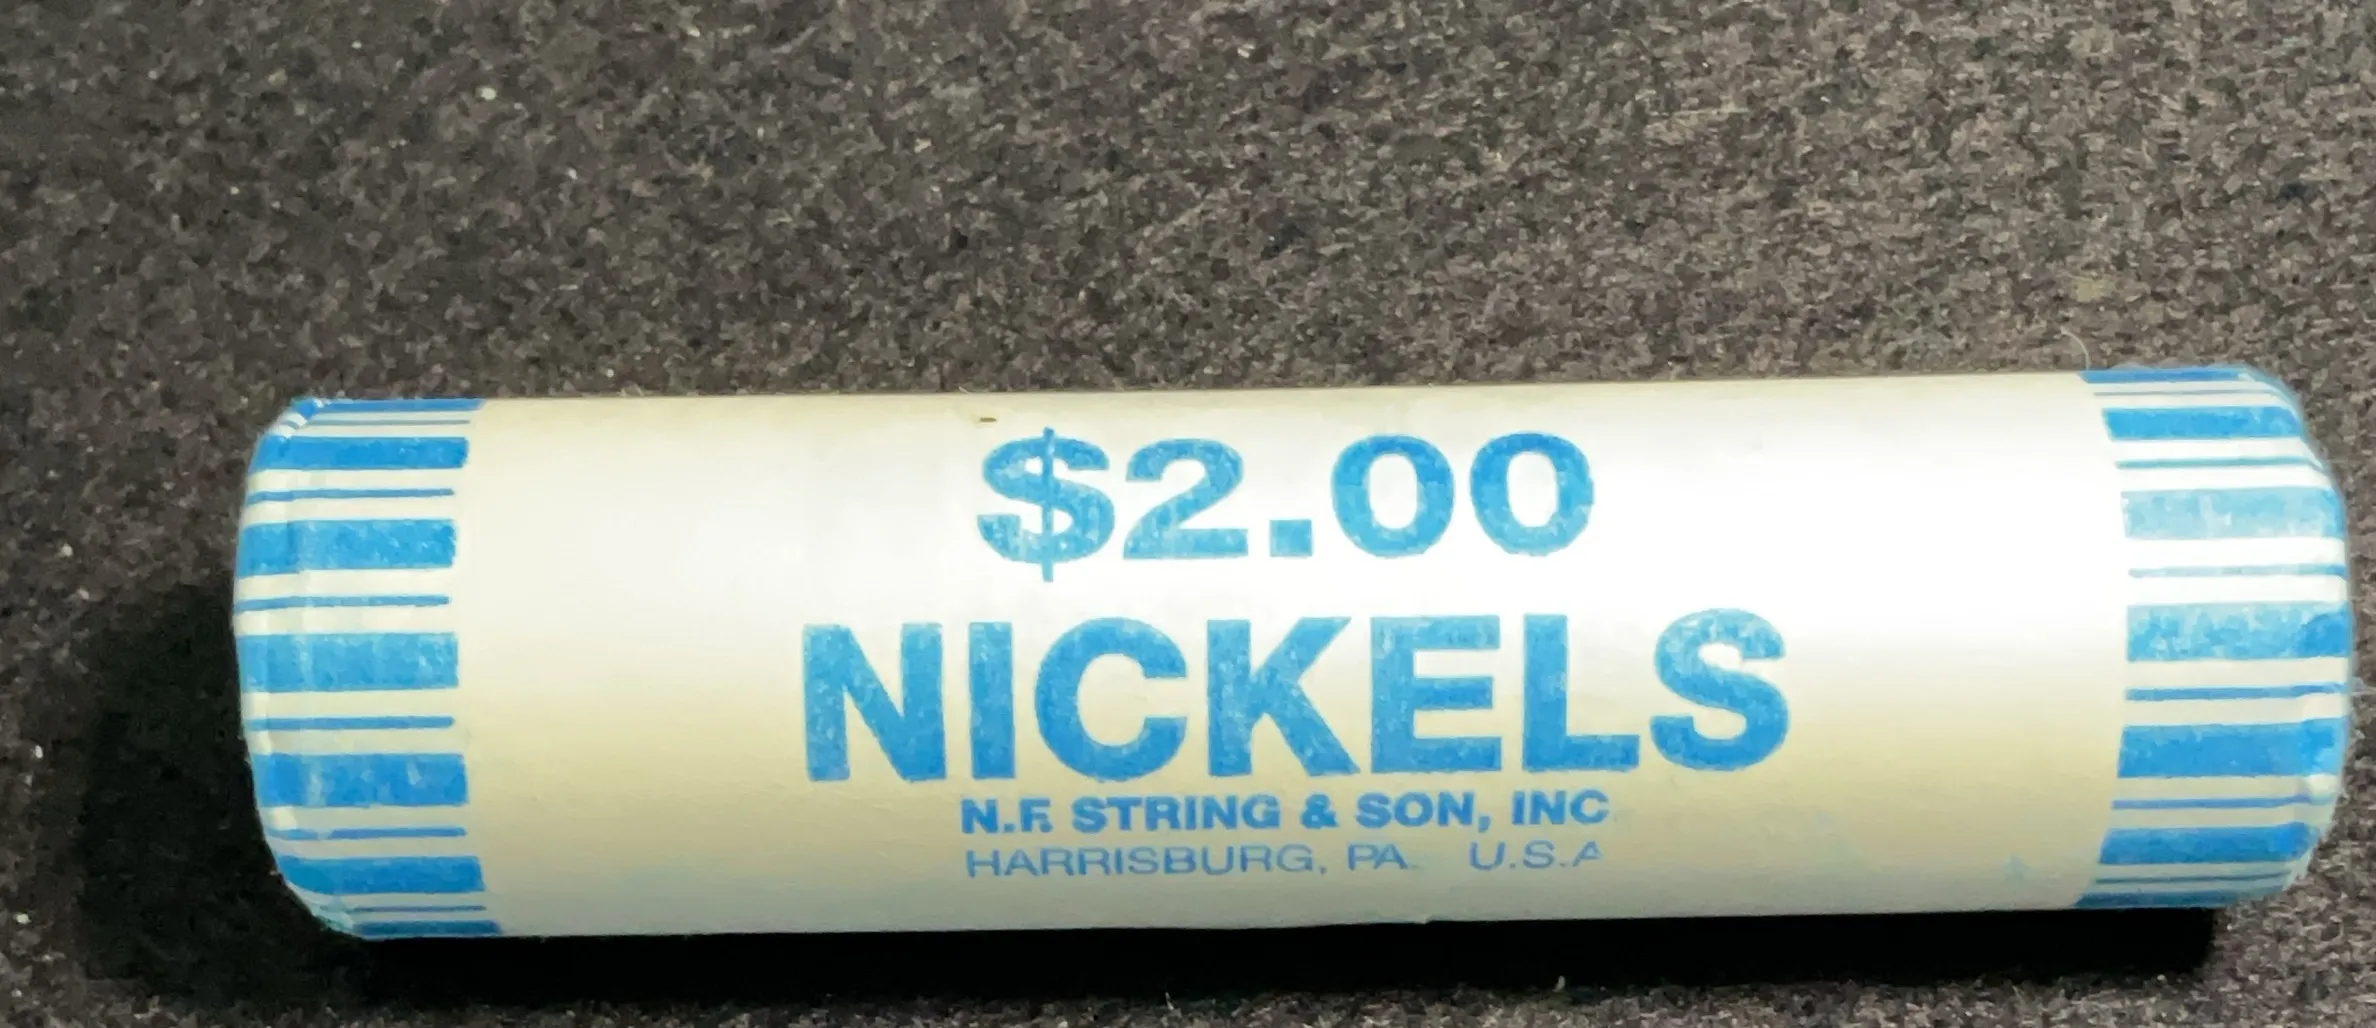 $2.00
NICKELS
N.F. STRING & SON, INC
HARRISBURG, PA. U.S.A